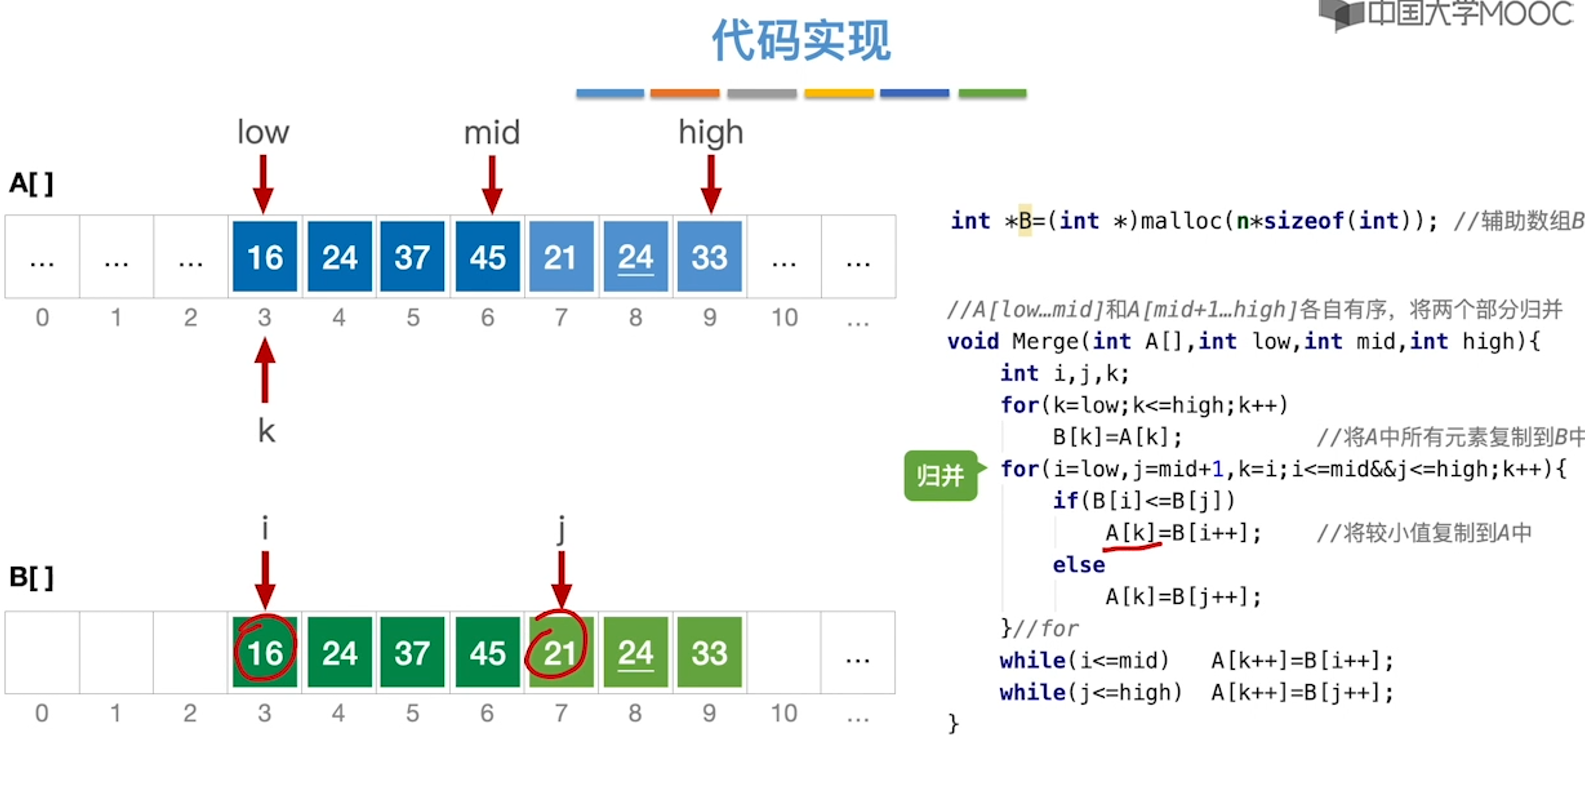 中国大学MOOC
代码实现
low mid high
A[ ]
... ... ... 16 24 37 45 21 24 33 ... ...
0 1 2 3 4 5 6 7 8 9 10 ...
k
i j
B[ ]
16 24 37 45 21 24 33 ...
0 1 2 3 4 5 6 7 8 9 10 ...
int *B=(int *)malloc(n*sizeof(int)); //辅助数组B
//A[low…mid]和A[mid+1…high]各自有序，将两个部分归并
void Merge(int A[],int low,int mid,int high){
int i,j,k;
for(k=low;k<=high;k++)
B[k]=A[k]; //将A中所有元素复制到B中
归并
for(i=low,j=mid+1,k=i;i<=mid&&j<=high;k++){
if(B[i]<=B[j])
A[k]=B[i++]; //将较小值复制到A中
else
A[k]=B[j++];
}//for
while(i<=mid) A[k++]=B[i++];
while(j<=high) A[k++]=B[j++];
}